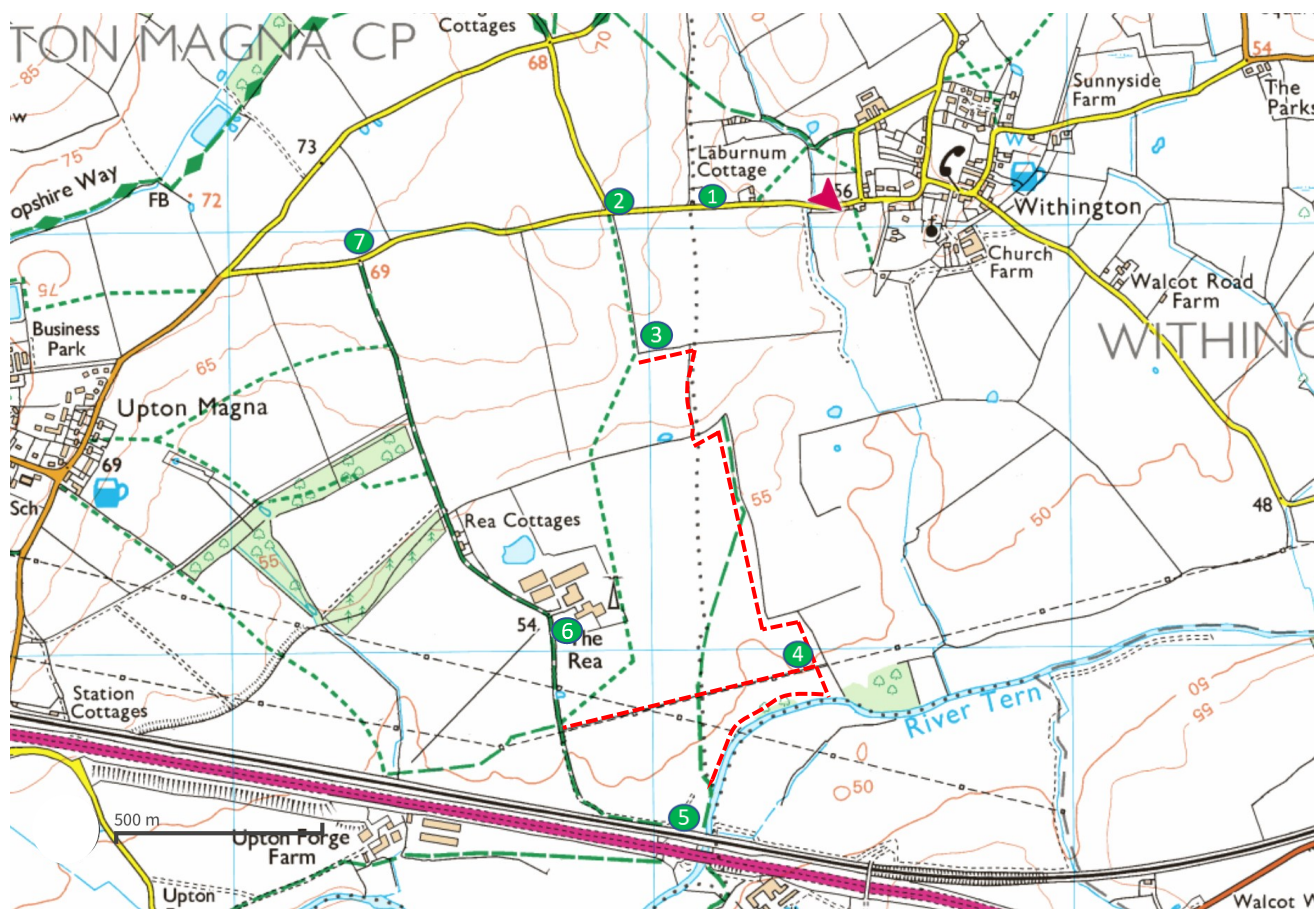 TON MAGNA CP
Cottages
70
68
54
The
Parks
Sunnyside
Farm
85
75
73
W
Laburnum
Cottage
1
56
Withington
opshire Way
FB
72
2
7
69
Church
Farm
Walcot Road
Farm
WITHING
75
Business
Park
3
65
Upton Magna
69
Sch
55
50
48
Rea Cottages
55
54
6
The
Rea
4
Station
Cottages
River Tern
50
55
50
500 m
5
Upton Forge
Farm
Upton
Walcot W